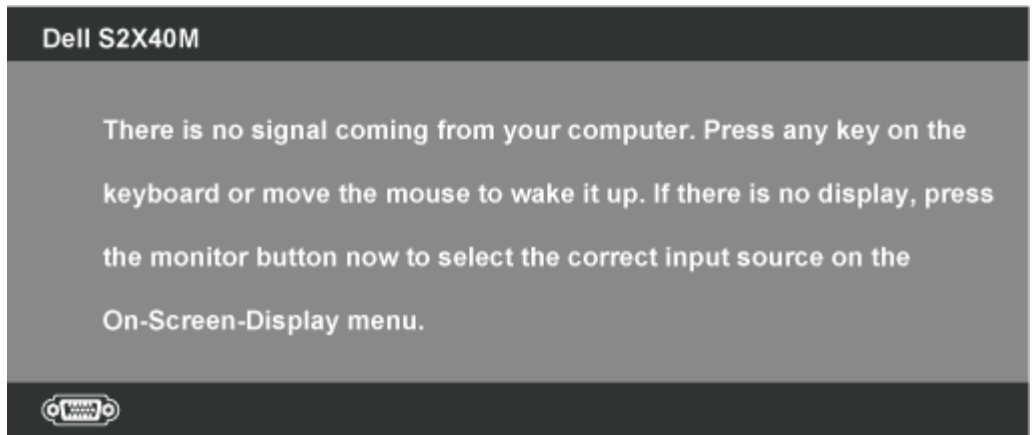 Dell S2X40M
There is no signal coming from your computer. Press any key on the
keyboard or move the mouse to wake it up. If there is no display, press
the monitor button now to select the correct input source on the
On-Screen-Display menu.